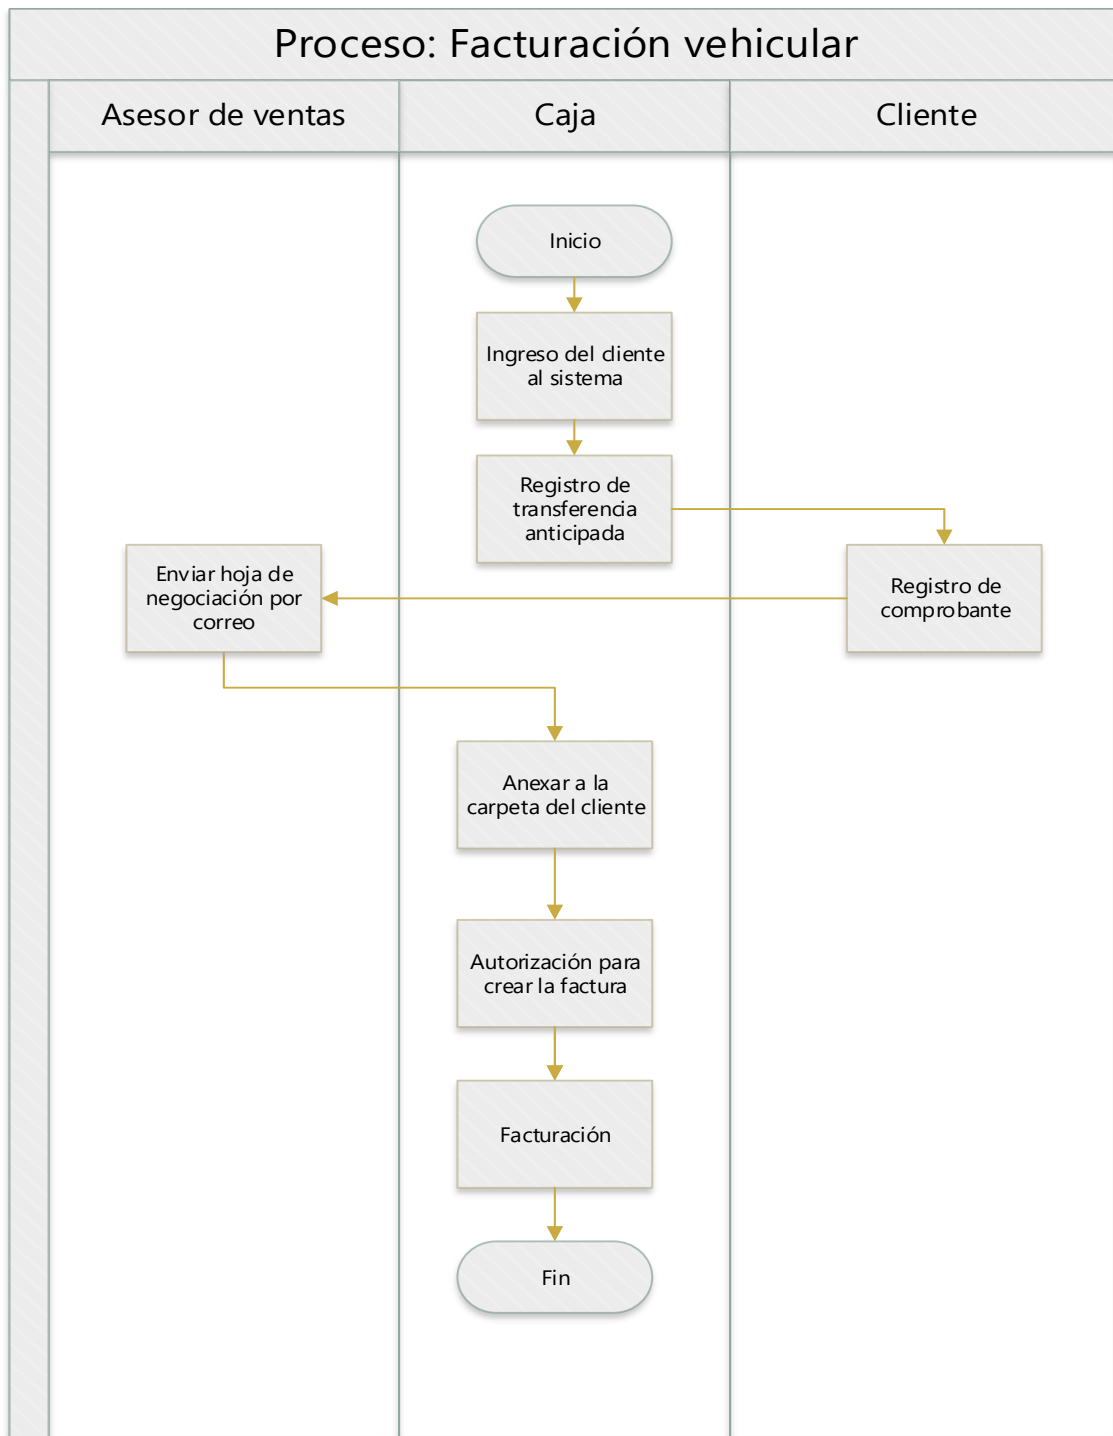 Proceso: Facturación vehicular
Asesor de ventas
Caja
Cliente
Inicio
Ingreso del cliente
al sistema
Registro de
transferencia
anticipada
Registro de
comprobante
Enviar hoja de
negociación por
correo
Anexar a la
carpeta del cliente
Autorización para
crear la factura
Facturación
Fin